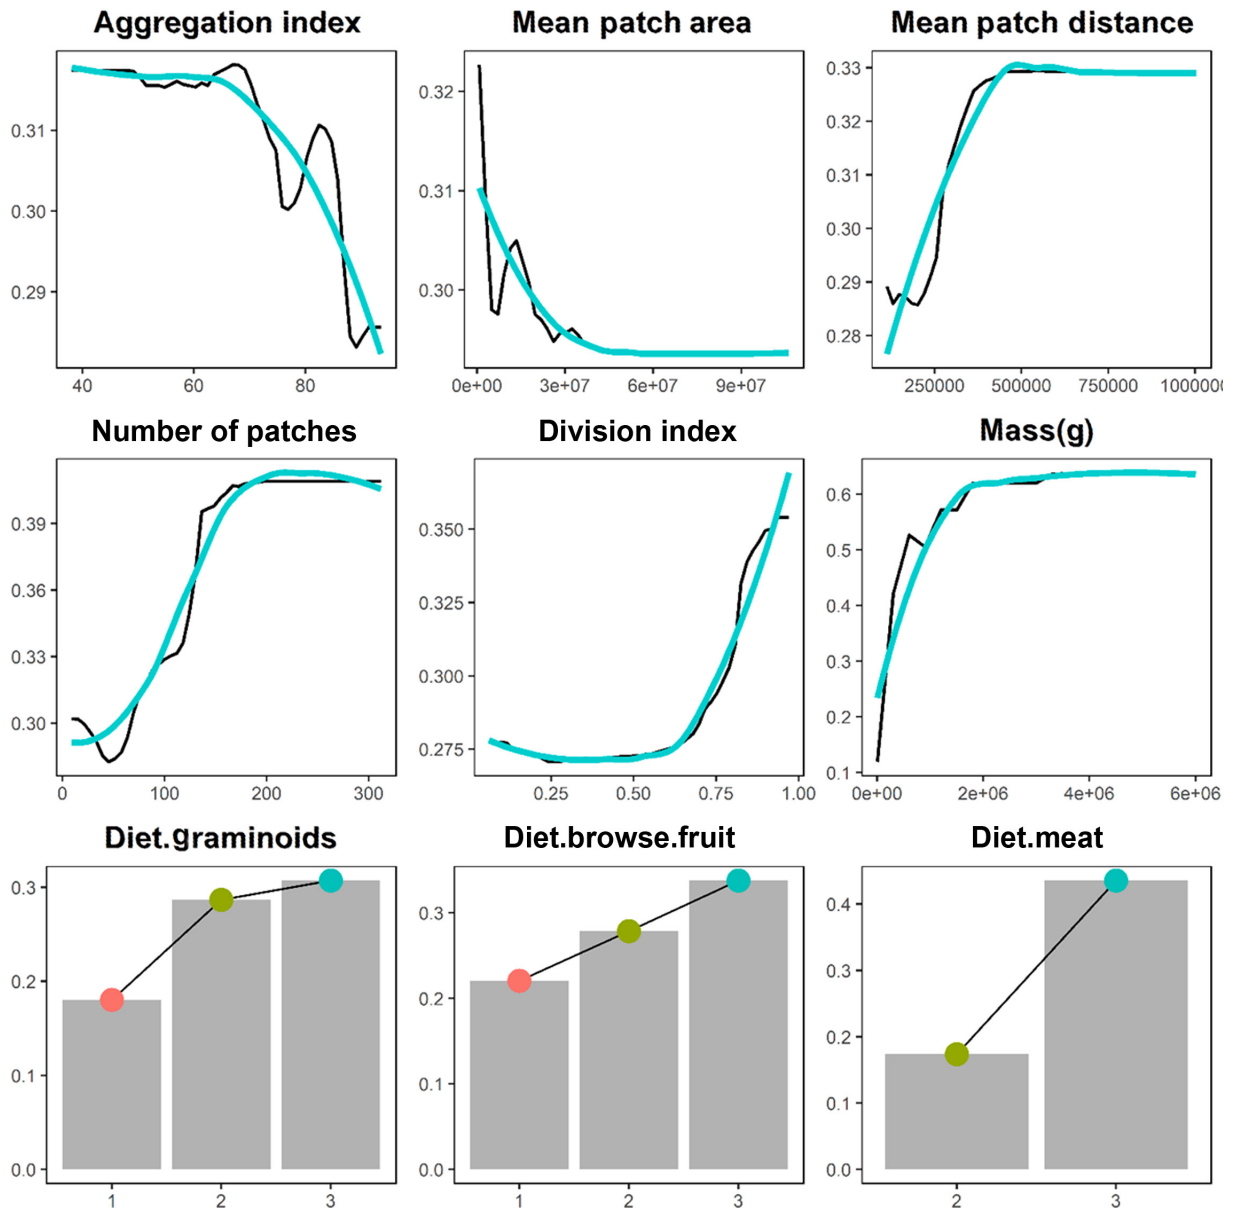 Aggregation index
Mean patch area
Mean patch distance
0.31
0.30
0.29
40 60 80
0.32
0.31
0.30
0e+00 3e+07 6e+07 9e+07
0.33
0.32
0.31
0.30
0.29
0.28
250000 500000 750000 1000000
Number of patches
Division index
Mass(g)
0.39
0.36
0.33
0.30
0 100 200 300
0.350
0.325
0.300
0.275
0.25 0.50 0.75 1.00
0.6
0.5
0.4
0.3
0.2
0.1
0e+00 2e+06 4e+06 6e+06
Diet.graminoids
Diet.browse.fruit
Diet.meat
0.3
0.2
0.1
0.0
1 2 3
0.3
0.2
0.1
0.0
1 2 3
0.4
0.3
0.2
0.1
0.0
2 3